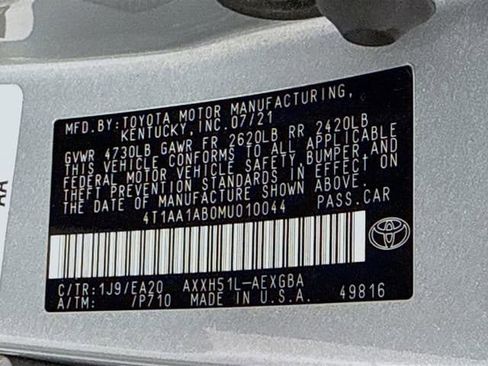 MFD.BY:TOYOTA MOTOR MANUFACTURING,
KENTUCKY, INC.07/21
GVWR 4730LB GAWR FR 2620LB RR 2420LB
THIS VEHICLE CONFORMS TO ALL APPLICABLE
FEDERAL MOTOR VEHICLE SAFETY, BUMPER AND
THEFT PREVENTION STANDARDS IN EFFECT ON
THE DATE OF MANUFACTURE SHOWN ABOVE.
4T1AA1AB0MU010044 PASS.CAR
C/TR:1J9/EA20 AXXH51L-AEXGBA
A/TM: /P710 MADE IN U.S.A. 49816
AA